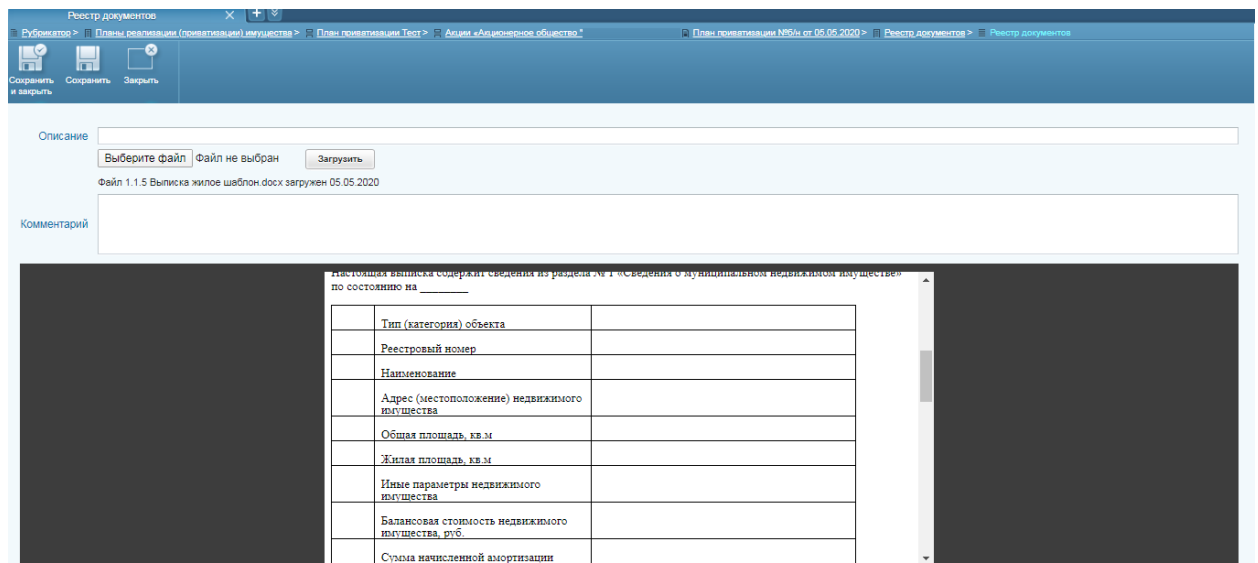 Реестр документов
Рубрикатор > Планы реализации (приватизации) имущества > План приватизации Тест > Акции «Акционерное общество " План приватизации №Б/н от 05.05.2020 > Реестр документов > Реестр документов
Сохранить и закрыть
Сохранить
Закрыть
Описание
Выберите файл Файл не выбран Загрузить
Файл 1.1.5 Выписка жилое шаблон.docx загружен 05.05.2020
Комментарий
Настоящая выписка содержит сведения из раздела № 1 «Сведения о муниципальном недвижимом имуществе»
по состоянию на ________
Тип (категория) объекта
Реестровый номер
Наименование
Адрес (местоположение) недвижимого
имущества
Общая площадь, кв.м
Жилая площадь, кв.м
Иные параметры недвижимого
имущества
Балансовая стоимость недвижимого
имущества, руб.
Сумма начисленной амортизации